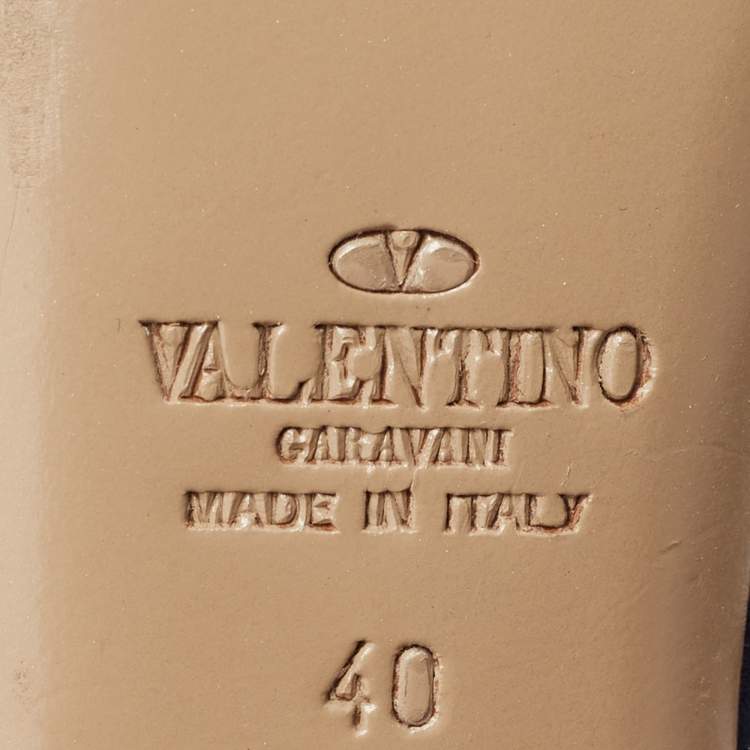 V
VALENTINO
GARAVANI
MADE IN ITALY
40